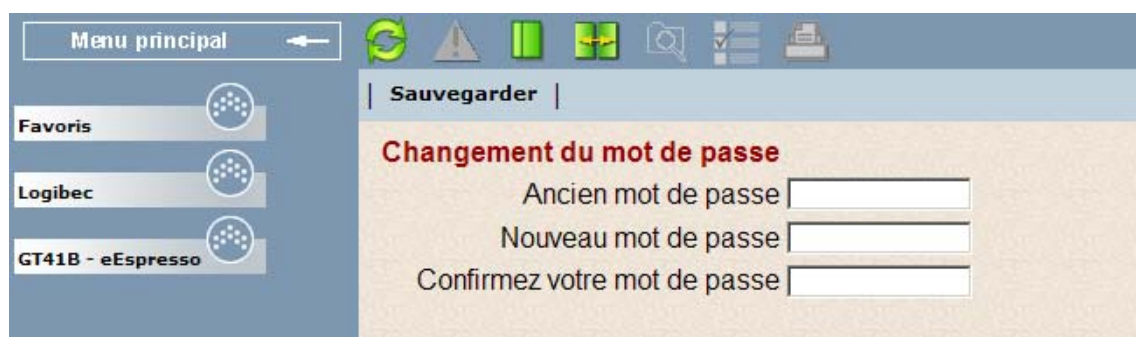 Menu principal
Favoris
Logibec
GT41B - eEspresso
| Sauvegarder |
Changement du mot de passe
Ancien mot de passe
Nouveau mot de passe
Confirmez votre mot de passe